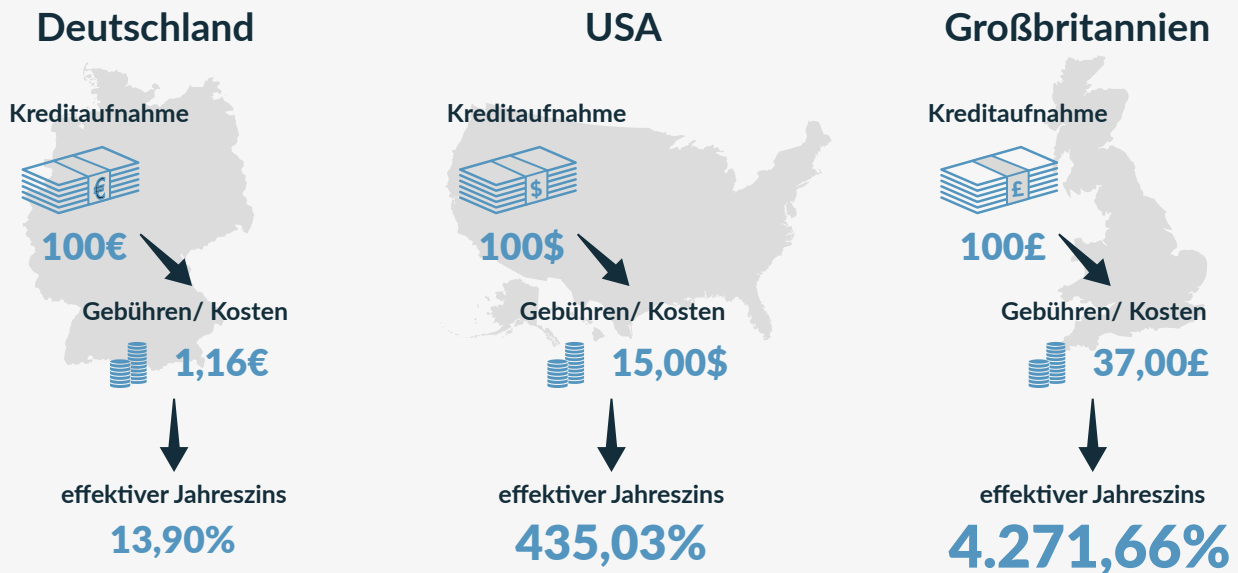 Deutschland
Kreditaufnahme
€
100€
Gebühren/ Kosten
1,16€
effektiver Jahreszins
13,90%
USA
Kreditaufnahme
$
100$
Gebühren/ Kosten
15,00$
effektiver Jahreszins
435,03%
Großbritannien
Kreditaufnahme
£
100£
Gebühren/ Kosten
37,00£
effektiver Jahreszins
4.271,66%